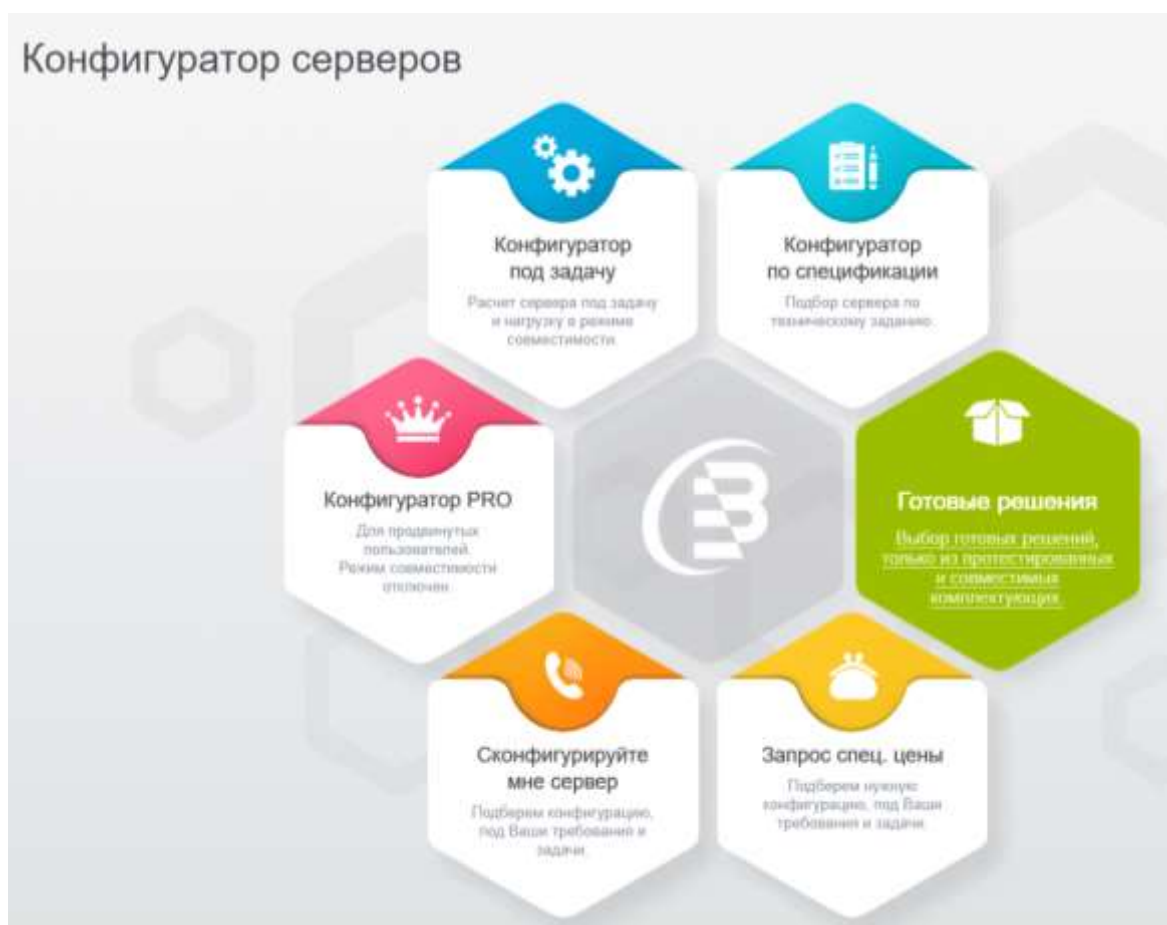 Конфигуратор серверов
Конфигуратор
под задачу
Расчет сервера под задачу
и нагрузку в режиме
совместимости
Конфигуратор
по спецификации
Подбор сервера по
техническому заданию.
Конфигуратор PRO
Для продвинутых
пользователей.
Режим совместимости
отключен.
Готовые решения
Выбор готовых решений,
только из протестированных
и совместимых
комплектующих.
Сконфигурируйте
мне сервер
Подберем конфигурацию,
под Ваши требования и
задачи.
Запрос спец. цены
Подберем нужную
конфигурацию, под Ваши
требования и задачи.